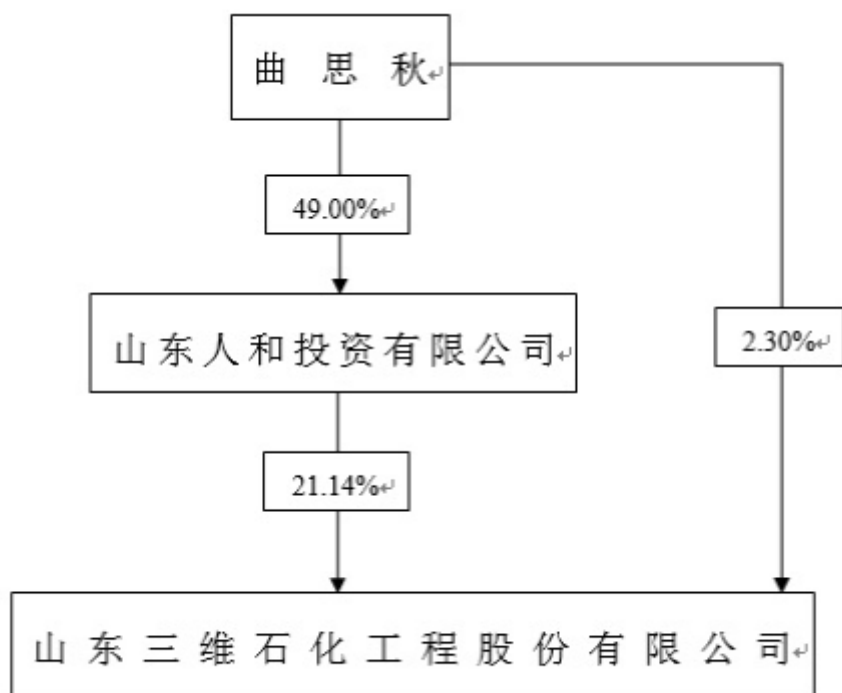 曲思秋
49.00%
山东人和投资有限公司
2.30%
21.14%
山东三维石化工程股份有限公司